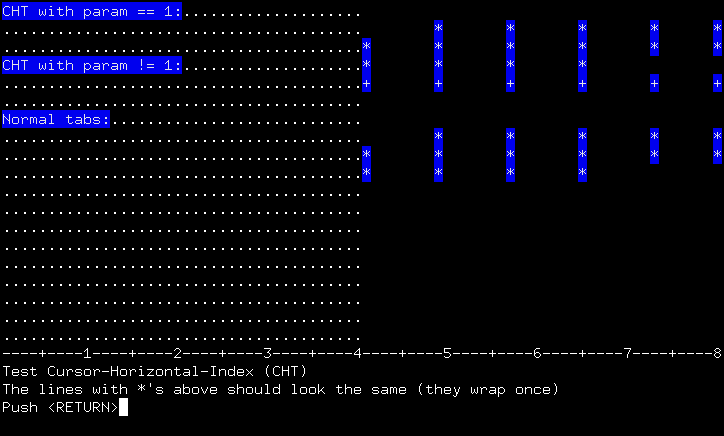 CHT with param == 1:....................
........................................        *       *       *       *      *
........................................*       *       *       *       *      *
CHT with param != 1:....................*       *       *       *
........................................+       +       +       +       +      +
........................................
Normal tabs:............................
........................................        *       *       *       *      *
........................................*       *       *       *       *      *
........................................*       *       *       *
........................................
........................................
........................................
........................................
........................................
........................................
........................................
........................................
........................................
----+----1----+----2----+----3----+----4----+----5----+----6----+----7----+----8
Test Cursor-Horizontal-Index (CHT)
The lines with *'s above should look the same (they wrap once)
Push <RETURN>